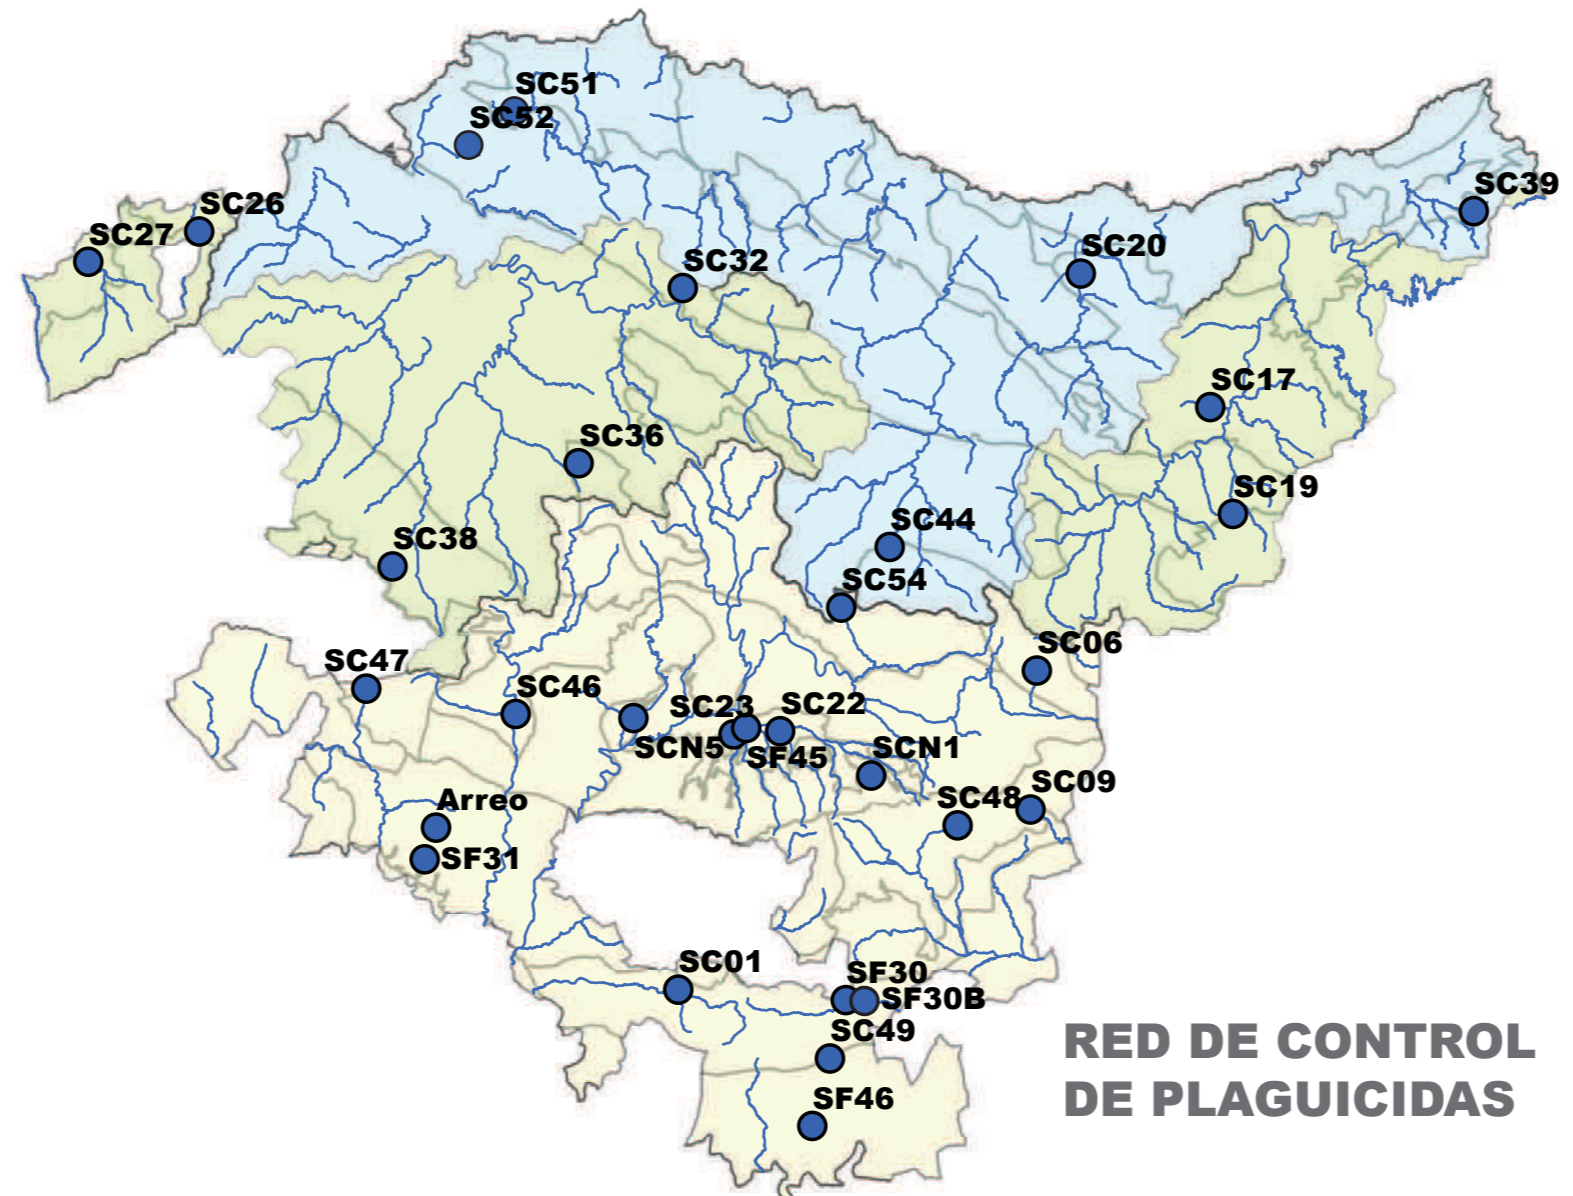 SC51
SC52
SC26
SC39
SC27
SC20
SC32
SC17
SC36
SC19
SC44
SC38
SC54
SC06
SC47
SC46
SC23
SC22
SCN5
SF45
SCN1
SC09
SC48
Arreo
SF31
SC01
SF30
SF30B
SC49
RED DE CONTROL
DE PLAGUICIDAS
SF46